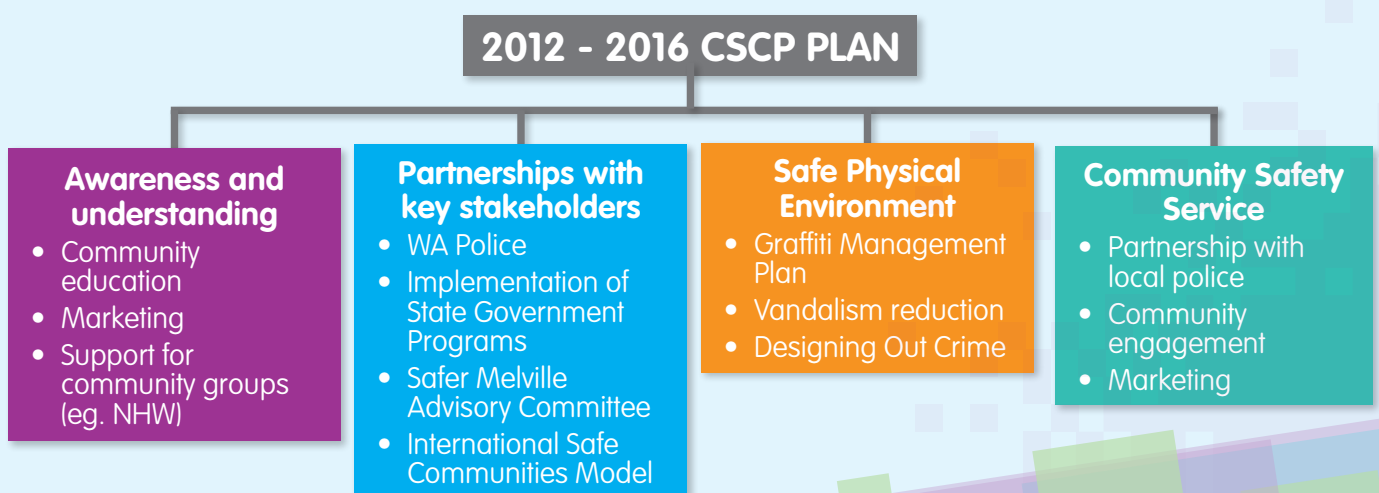 2012 - 2016 CSCP PLAN
Awareness and
understanding
• Community
education
• Marketing
• Support for
community groups
(eg. NHW)
Partnerships with
key stakeholders
• WA Police
• Implementation of
State Government
Programs
• Safer Melville
Advisory Committee
• International Safe
Communities Model
Safe Physical
Environment
• Graffiti Management
Plan
• Vandalism reduction
• Designing Out Crime
Community Safety
Service
• Partnership with
local police
• Community
engagement
• Marketing